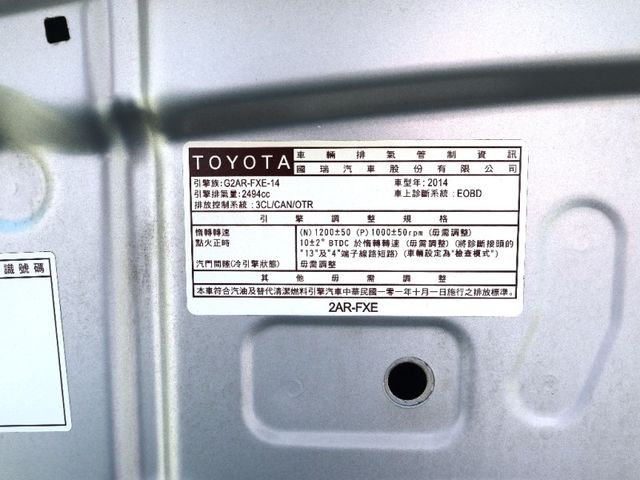 TOYOTA 車輛排氣管制資訊
國瑞汽車股份有限公司
引擎族:G2AR-FXE-14 車型年:2014
引擎排氣量:2494cc 車上診斷系統:EOBD
排放控制系統:3CL/CAN/OTR
引擎調整規格
惰轉轉速 (N)1200±50 (P)1000±50rpm (毋需調整)
點火正時 10±2° BTDC 於惰轉轉速 (毋需調整) (將診斷接頭的
"13"及"4"端子線路短路) (車輛設定為"檢查模式")
汽門間隙(冷引擎狀態) 毋需調整
其他毋需調整
本車符合汽油及替代清潔燃料引擎汽車中華民國一零一年十月一日施行之排放標準。
2AR-FXE
識號碼